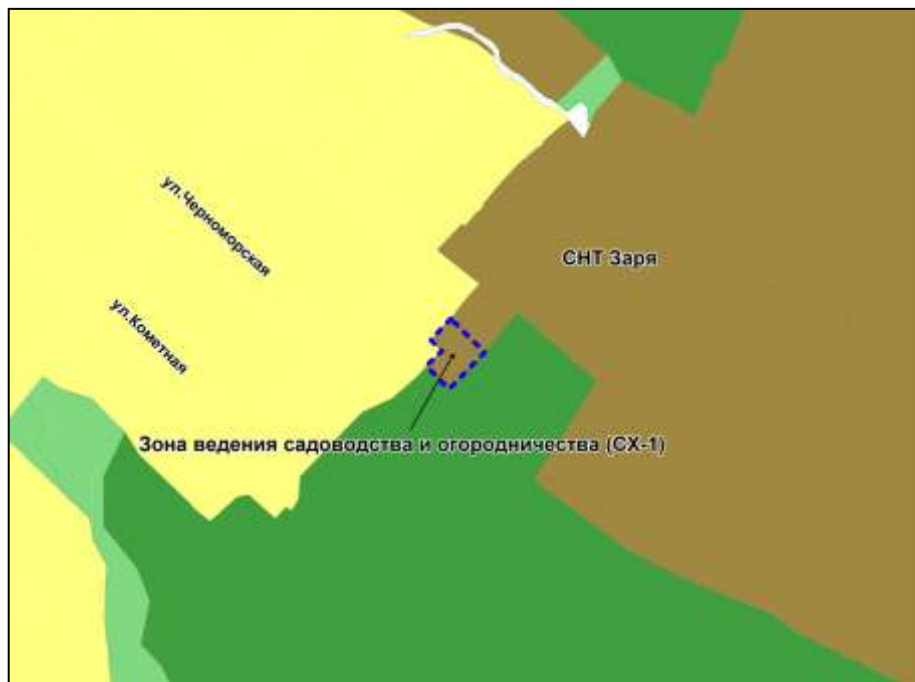 ул.Черноморская
СНТ Заря
ул.Кометная
Зона ведения садоводства и огородничества (СХ-1)